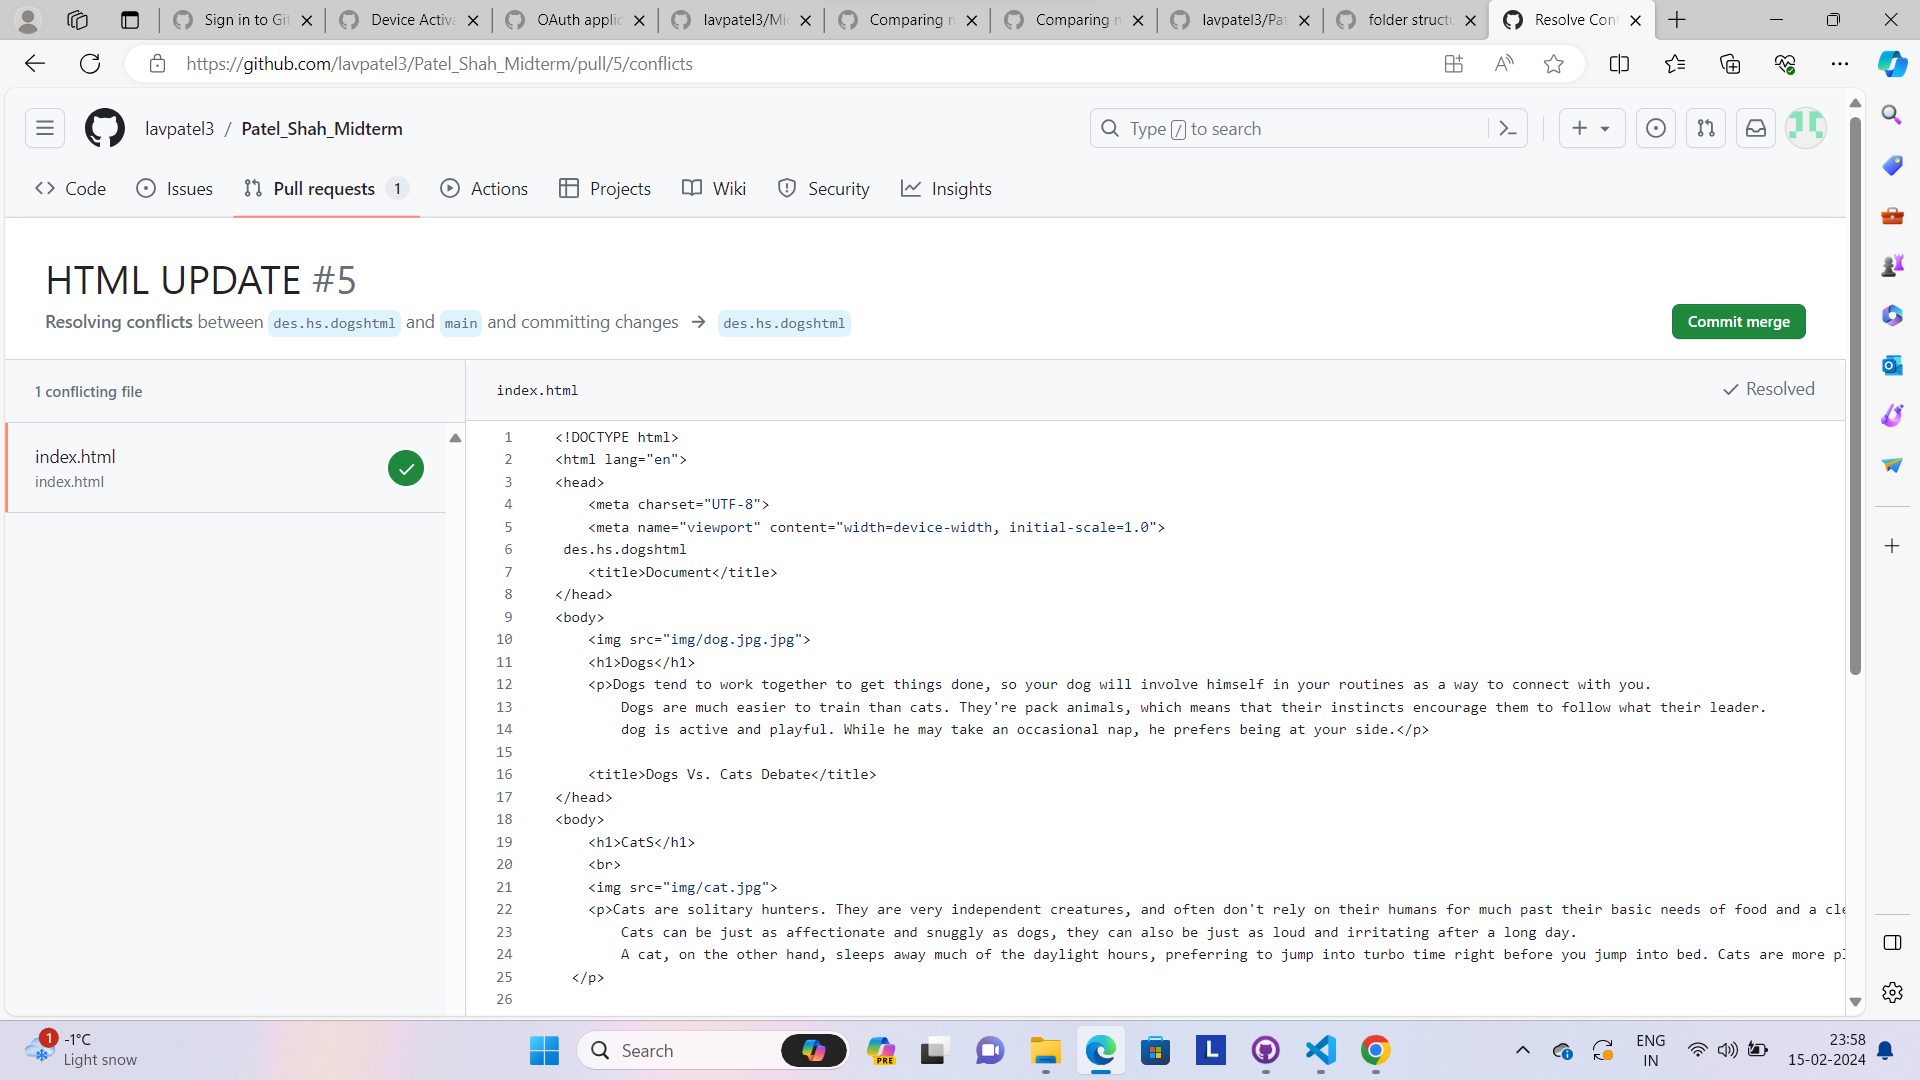 Sign in to Git
Device Activa
OAuth applic
lavpatel3/Mi
Comparing m
Comparing m
lavpatel3/Pat
folder structu
Resolve Conf
https://github.com/lavpatel3/Patel_Shah_Midterm/pull/5/conflicts
lavpatel3 / Patel_Shah_Midterm
Type / to search
Code
Issues
Pull requests 1
Actions
Projects
Wiki
Security
Insights
HTML UPDATE #5
Resolving conflicts between des.hs.dogshtml and main and committing changes → des.hs.dogshtml
Commit merge
1 conflicting file
index.html
Resolved
index.html
index.html
1 <!DOCTYPE html>
2 <html lang="en">
3 <head>
4 <meta charset="UTF-8">
5 <meta name="viewport" content="width=device-width, initial-scale=1.0">
6 des.hs.dogshtml
7 <title>Document</title>
8 </head>
9 <body>
10 <img src="img/dog.jpg.jpg">
11 <h1>Dogs</h1>
12 <p>Dogs tend to work together to get things done, so your dog will involve himself in your routines as a way to connect with you.
13 Dogs are much easier to train than cats. They're pack animals, which means that their instincts encourage them to follow what their leader.
14 dog is active and playful. While he may take an occasional nap, he prefers being at your side.</p>
15
16 <title>Dogs Vs. Cats Debate</title>
17 </head>
18 <body>
19 <h1>CatS</h1>
20 <br>
21 <img src="img/cat.jpg">
22 <p>Cats are solitary hunters. They are very independent creatures, and often don't rely on their humans for much past their basic needs of food and a cle
23 Cats can be just as affectionate and snuggly as dogs, they can also be just as loud and irritating after a long day.
24 A cat, on the other hand, sleeps away much of the daylight hours, preferring to jump into turbo time right before you jump into bed. Cats are more pl
25 </p>
26
1
-1°C
Light snow
Search
PRE
L
ENG
IN
23:58
15-02-2024